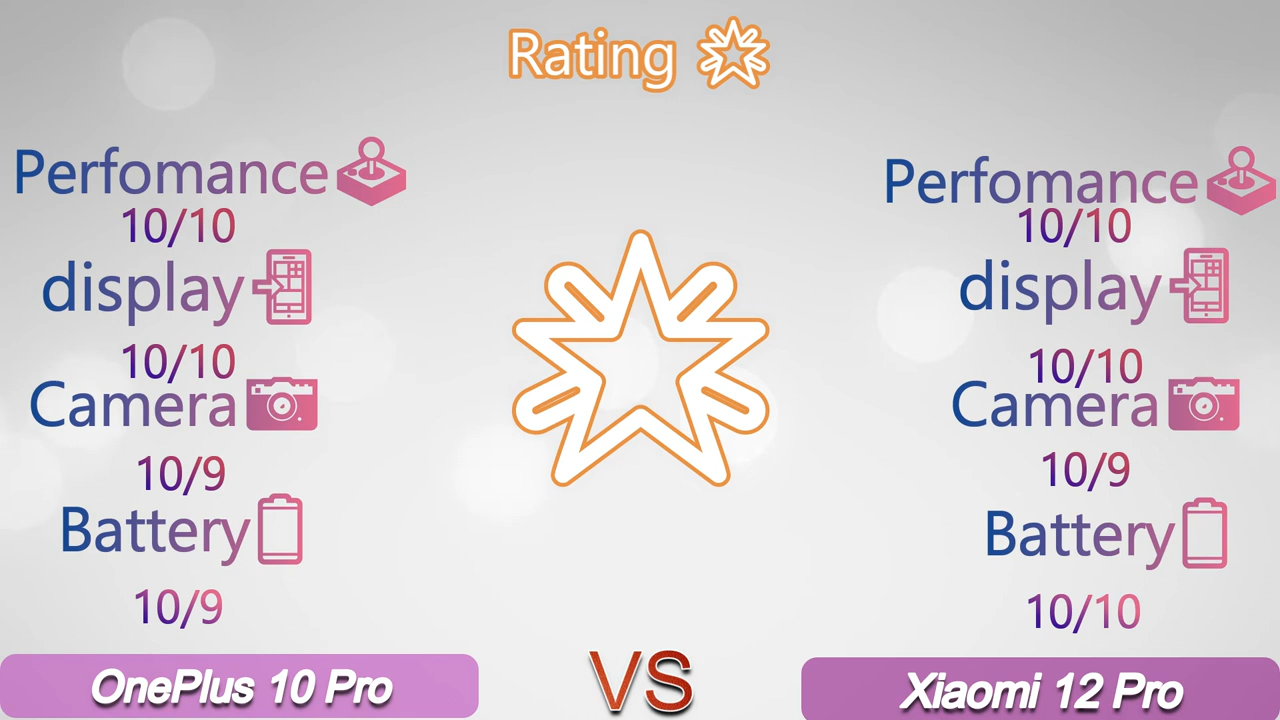 Rating
Perfomance
10/10
display
10/10
Camera
10/9
Battery
10/9
OnePlus 10 Pro
VS
Perfomance
10/10
display
10/10
Camera
10/9
Battery
10/10
Xiaomi 12 Pro